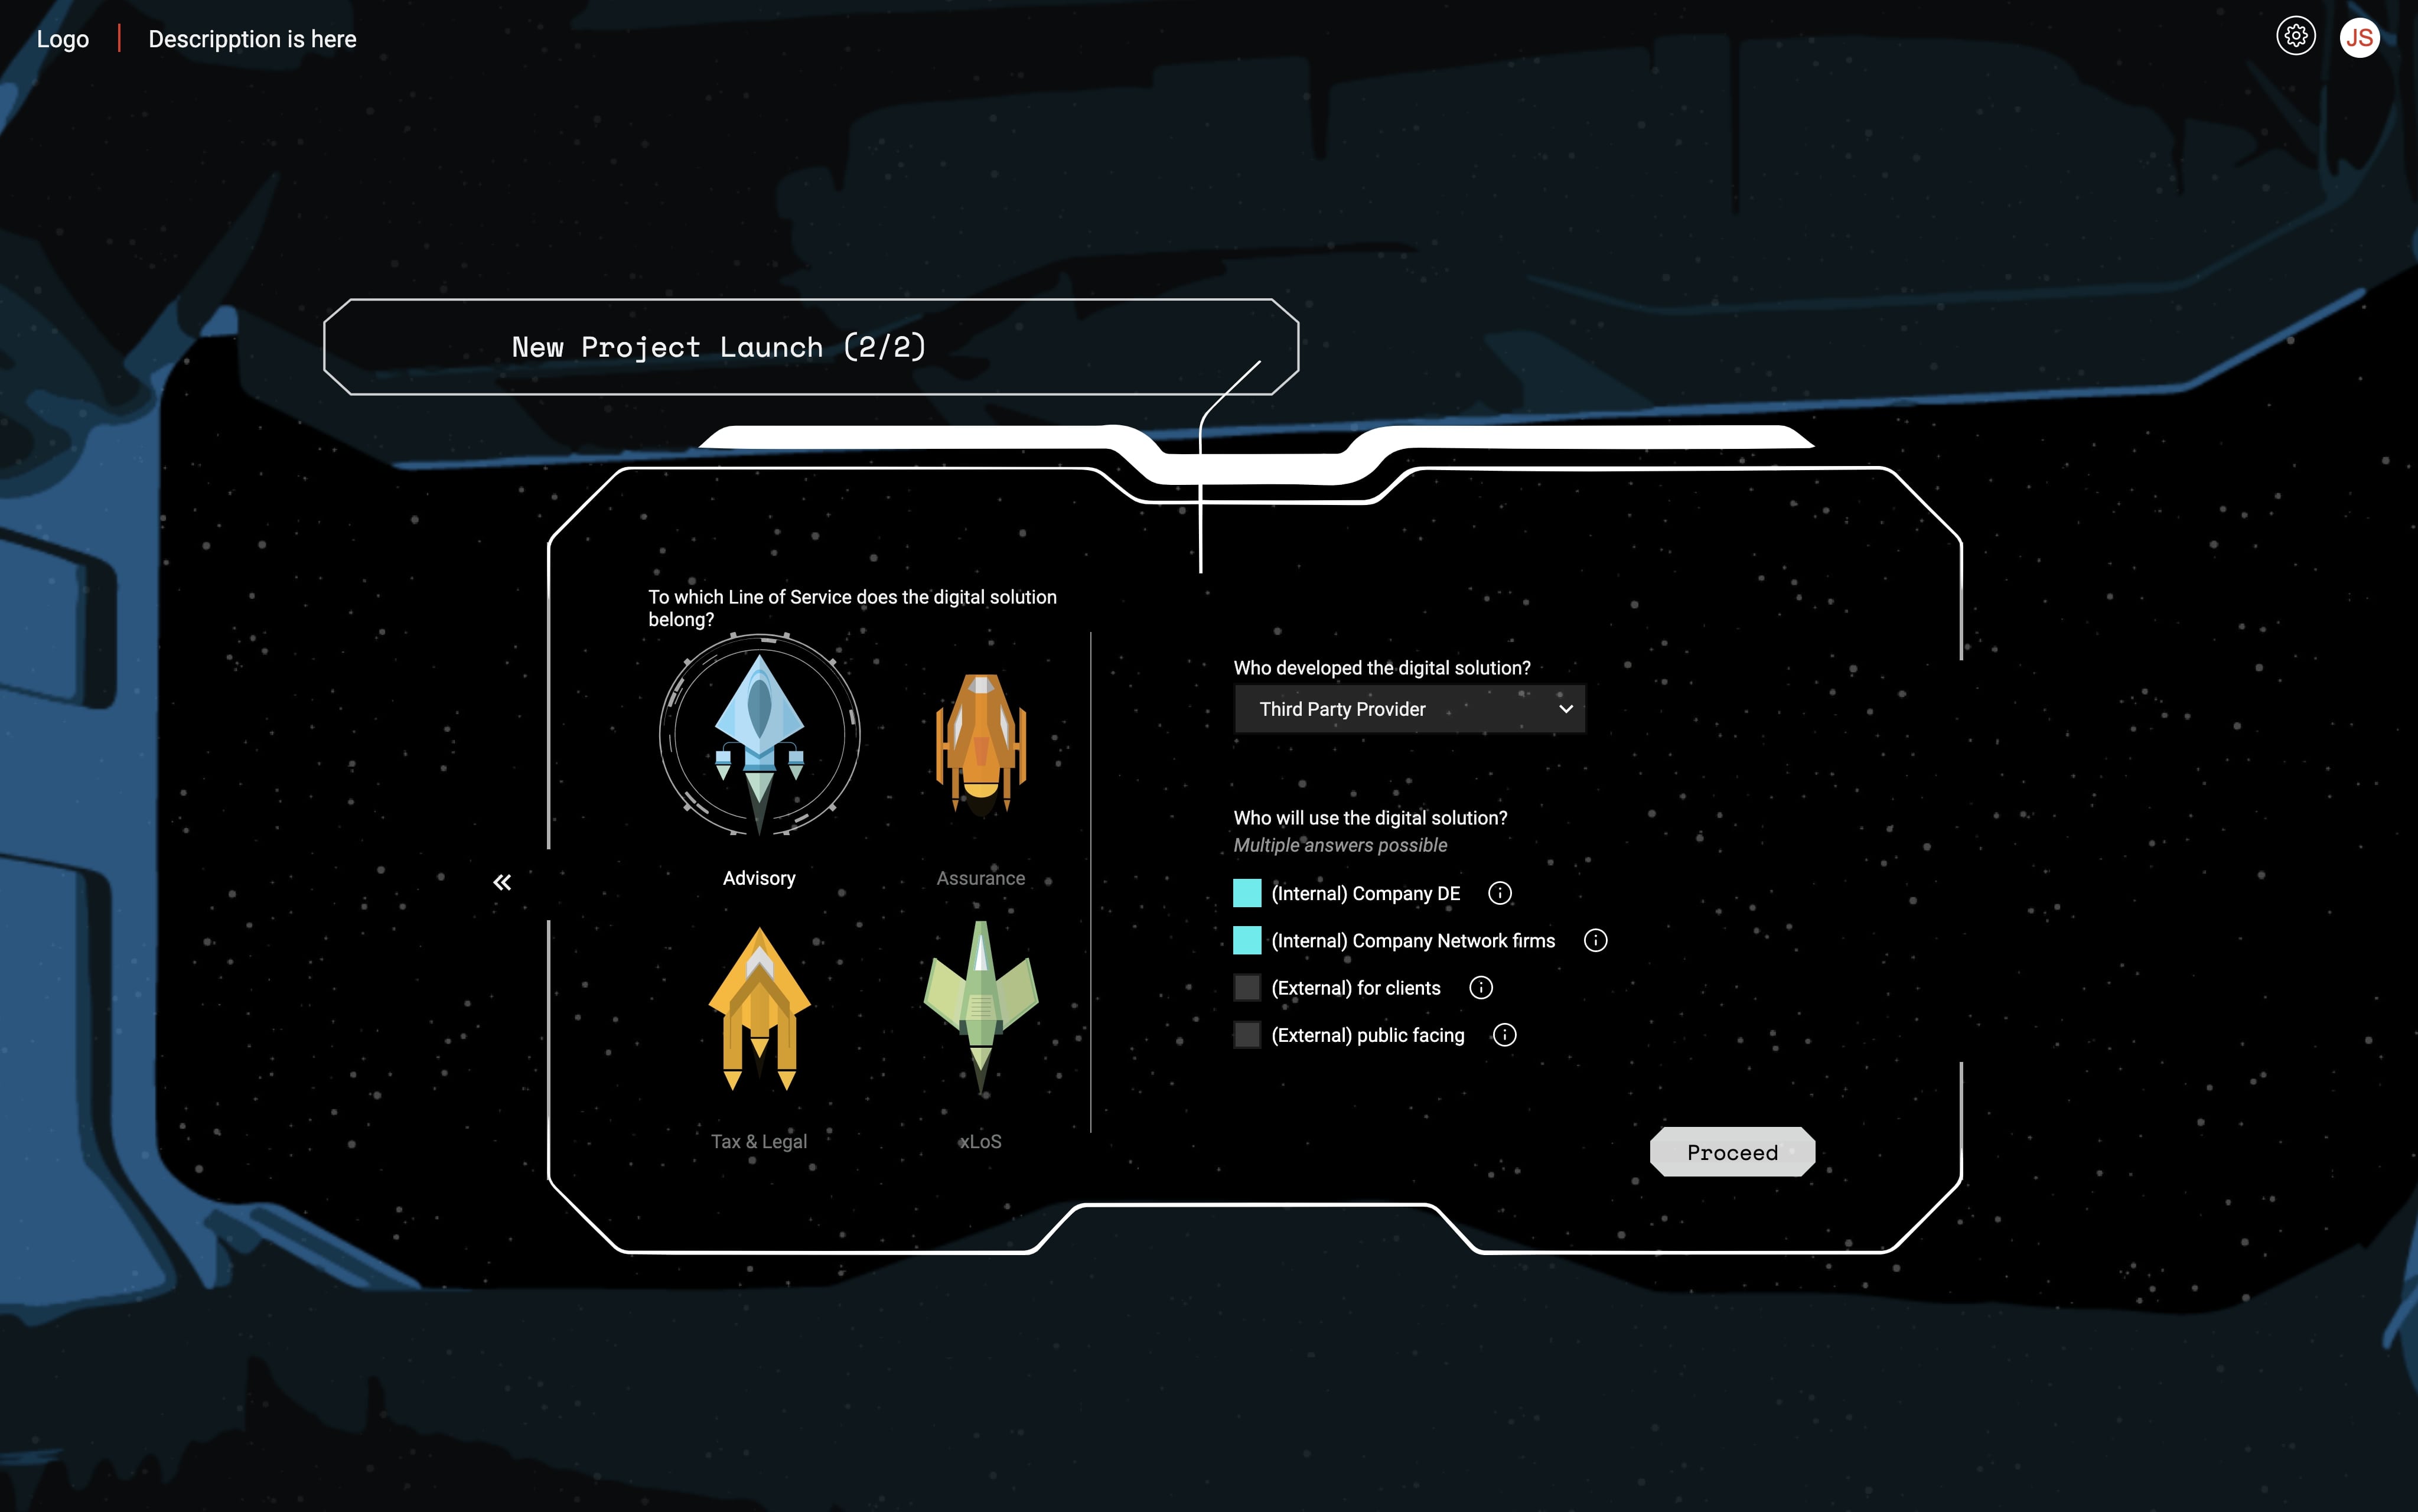 Logo
Descripption is here
JS
New Project Launch (2/2)
To which Line of Service does the digital solution
belong?
Advisory
Assurance
Tax & Legal
xLoS
Who developed the digital solution?
Third Party Provider
Who will use the digital solution?
Multiple answers possible
(Internal) Company DE
(Internal) Company Network firms
(External) for clients
(External) public facing
Proceed